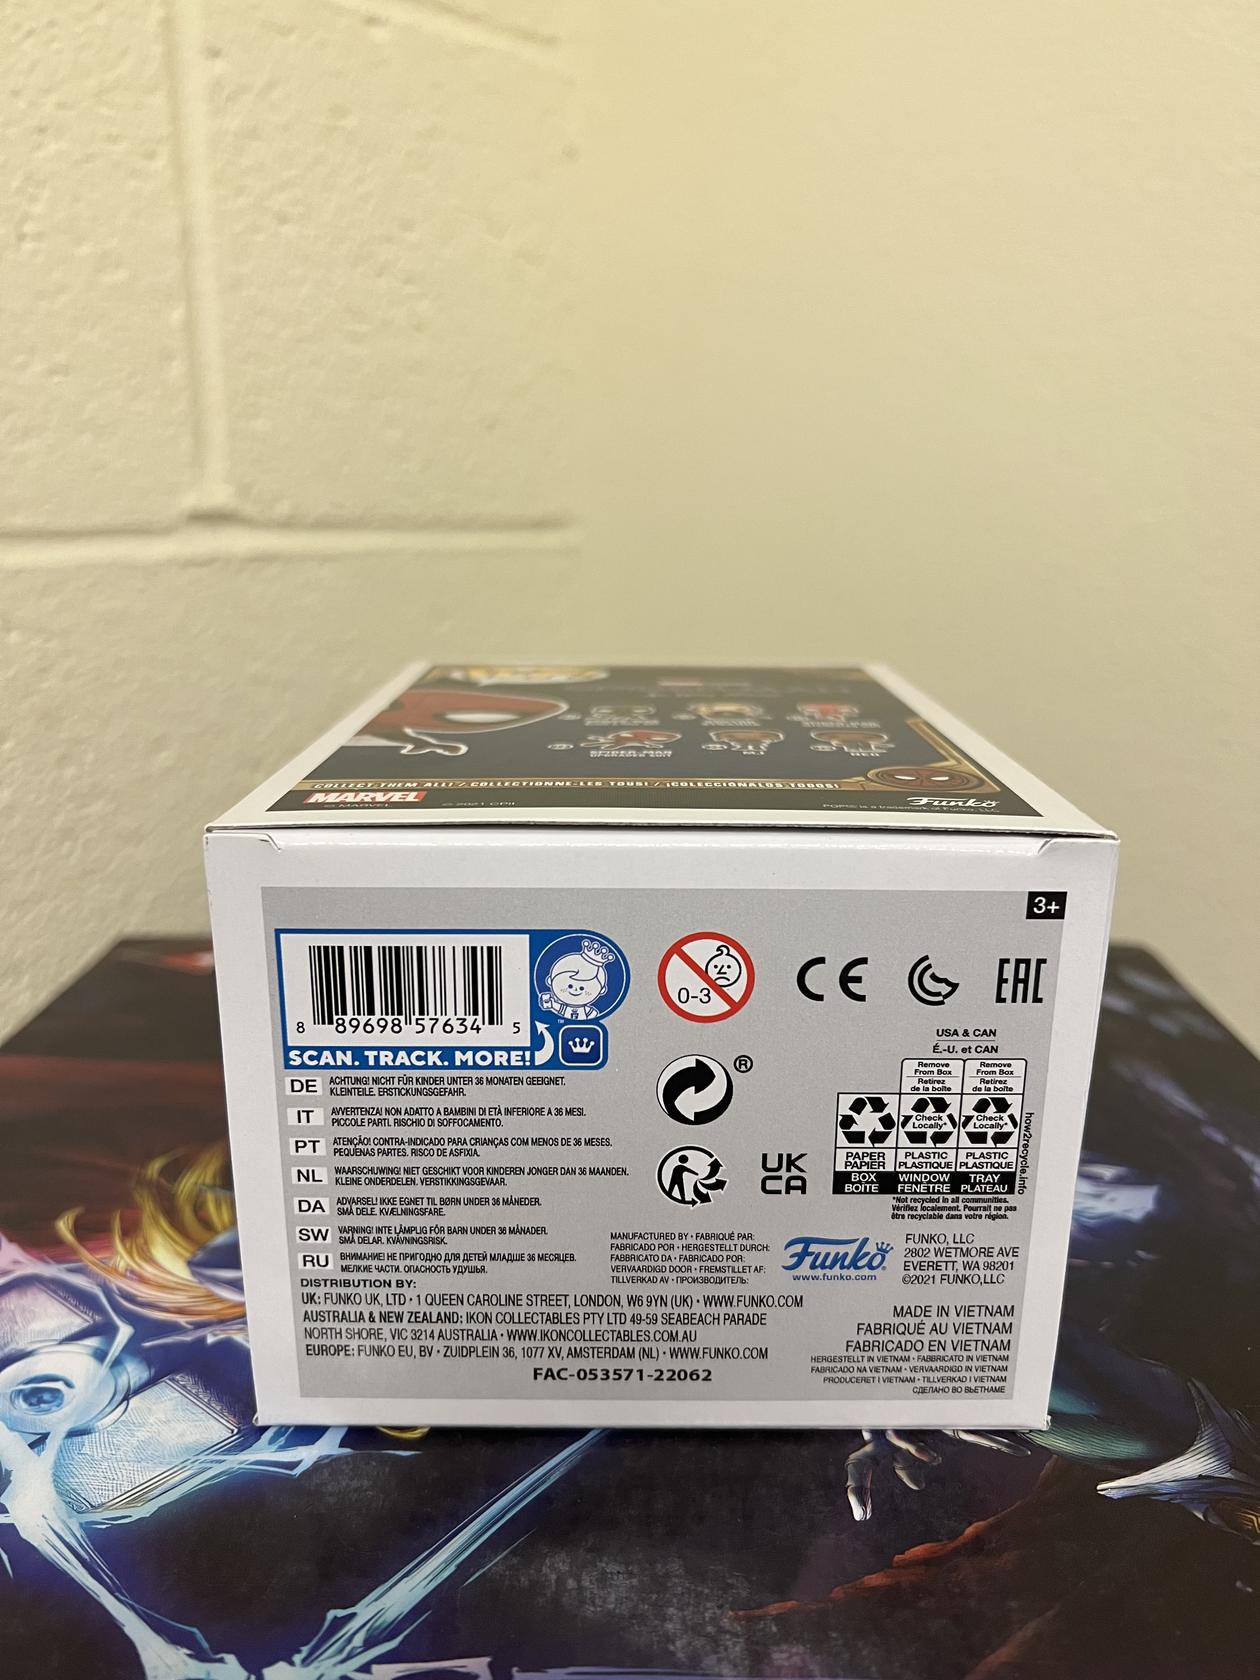 SPIDER-MAN
UPGRADED SUIT
MJ
NED
COLLECT THEM ALL! / COLLECTIONNE-LES TOUS! / ¡COLECCIÓNALOS TODOS!
MARVEL
© MARVEL
© 2021 CPII
Funko
3+
8 89698 57634 5
SCAN. TRACK. MORE!
™
0-3
CE
EAC
DE ACHTUNG! NICHT FÜR KINDER UNTER 36 MONATEN GEEIGNET.
KLEINTEILE. ERSTICKUNGSGEFAHR.
IT AVVERTENZA! NON ADATTO A BAMBINI DI ETÀ INFERIORE A 36 MESI.
PICCOLE PARTI. RISCHIO DI SOFFOCAMENTO.
PT ATENÇÃO! CONTRA-INDICADO PARA CRIANÇAS COM MENOS DE 36 MESES.
PEQUENAS PARTES. RISCO DE ASFIXIA.
NL WAARSCHUWING! NIET GESCHIKT VOOR KINDEREN JONGER DAN 36 MAANDEN.
KLEINE ONDERDELEN. VERSTIKKINGSGEVAAR.
DA ADVARSEL! IKKE EGNET TIL BØRN UNDER 36 MÅNEDER.
SMÅ DELE. KVÆLNINGSFARE.
SW VARNING! INTE LÄMPLIG FÖR BARN UNDER 36 MÅNADER.
SMÅ DELAR. KVÄVNINGSRISK.
RU ВНИМАНИЕ! НЕ ПРИГОДНО ДЛЯ ДЕТЕЙ МЛАДШЕ 36 МЕСЯЦЕВ.
МЕЛКИЕ ЧАСТИ. ОПАСНОСТЬ УДУШЬЯ.
®
UK
CA
USA & CAN
É.-U. et CAN
Remove From Box
Retirez de la boîte
Remove From Box
Retirez de la boîte
Check Locally*
Check Locally*
PAPER
PAPIER
BOX
BOÎTE
PLASTIC
PLASTIQUE
WINDOW
FENÊTRE
PLASTIC
PLASTIQUE
TRAY
PLATEAU
how2recycle.info
*Not recycled in all communities.
Vérifiez localement. Pourrait ne pas
être recyclable dans votre région.
MANUFACTURED BY • FABRIQUÉ PAR:
FABRICADO POR • HERGESTELLT DURCH:
FABBRICATO DA • FABRICADO POR:
VERVAARDIGD DOOR • FREMSTILLET AF:
TILLVERKAD AV • ПРОИЗВОДИТЕЛЬ:
Funko
www.funko.com
FUNKO, LLC
2802 WETMORE AVE
EVERETT, WA 98201
©2021 FUNKO,LLC
DISTRIBUTION BY:
UK: FUNKO UK, LTD • 1 QUEEN CAROLINE STREET, LONDON, W6 9YN (UK) • WWW.FUNKO.COM
AUSTRALIA & NEW ZEALAND: IKON COLLECTABLES PTY LTD 49-59 SEABEACH PARADE
NORTH SHORE, VIC 3214 AUSTRALIA • WWW.IKONCOLLECTABLES.COM.AU
EUROPE: FUNKO EU, BV • ZUIDPLEIN 36, 1077 XV, AMSTERDAM (NL) • WWW.FUNKO.COM
FAC-053571-22062
MADE IN VIETNAM
FABRIQUÉ AU VIETNAM
FABRICADO EN VIETNAM
HERGESTELLT IN VIETNAM • FABBRICATO IN VIETNAM
FABRICADO NA VIETNAM • VERVAARDIGD IN VIETNAM
PRODUCERET I VIETNAM • TILLVERKAD I VIETNAM
СДЕЛАНО ВО ВЬЕТНАМЕ